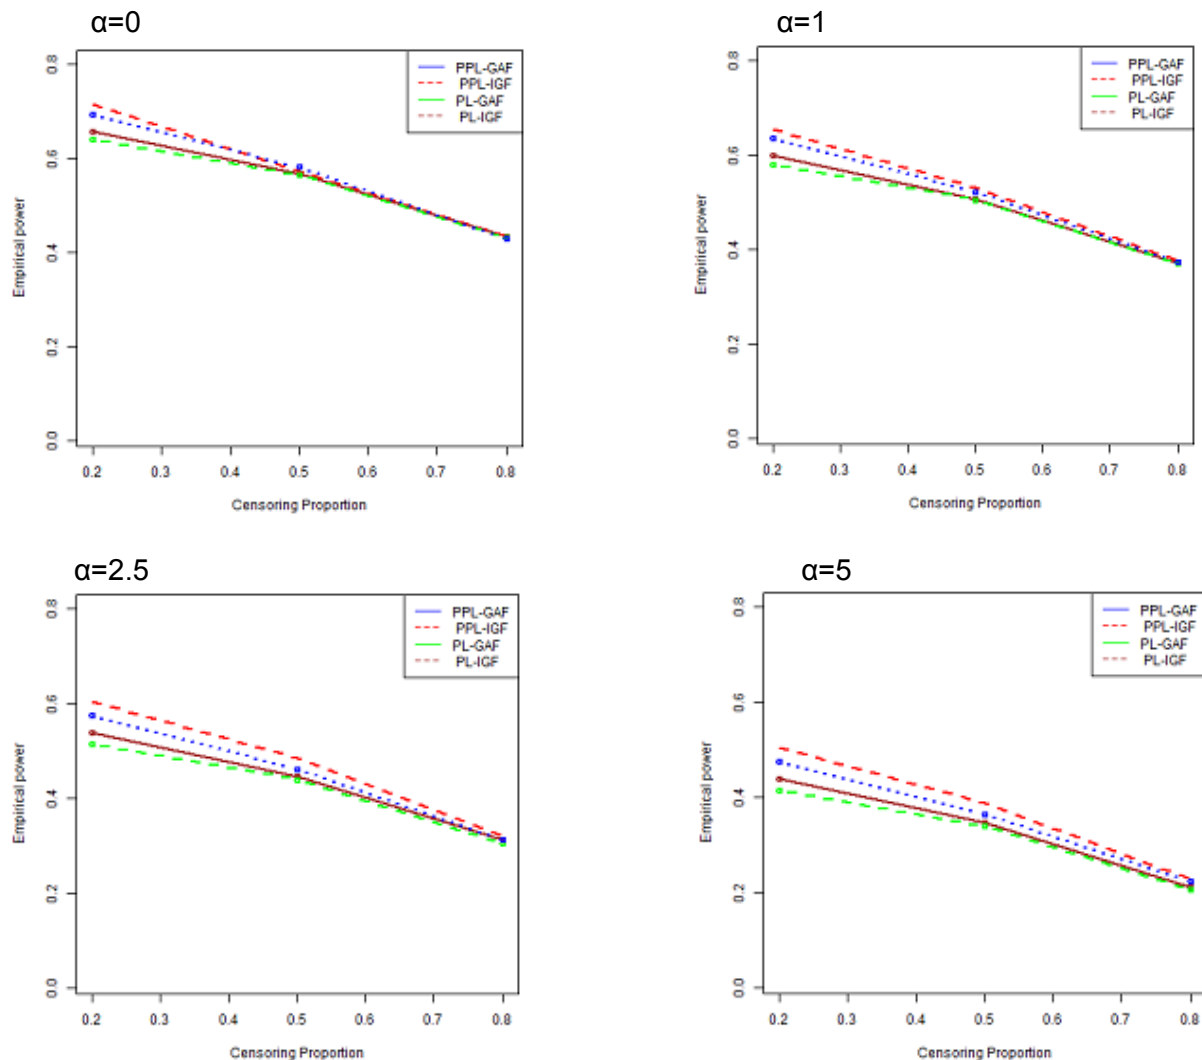 α=0
PPL-GAF
PPL-IGF
PL-GAF
PL-IGF
Empirical power
0.0 0.2 0.4 0.6 0.8
0.2 0.3 0.4 0.5 0.6 0.7 0.8
Censoring Proportion
α=1
PPL-GAF
PPL-IGF
PL-GAF
PL-IGF
Empirical power
0.0 0.2 0.4 0.6 0.8
0.2 0.3 0.4 0.5 0.6 0.7 0.8
Censoring Proportion
α=2.5
PPL-GAF
PPL-IGF
PL-GAF
PL-IGF
Empirical power
0.0 0.2 0.4 0.6 0.8
0.2 0.3 0.4 0.5 0.6 0.7 0.8
Censoring Proportion
α=5
PPL-GAF
PPL-IGF
PL-GAF
PL-IGF
Empirical power
0.0 0.2 0.4 0.6 0.8
0.2 0.3 0.4 0.5 0.6 0.7 0.8
Censoring Proportion